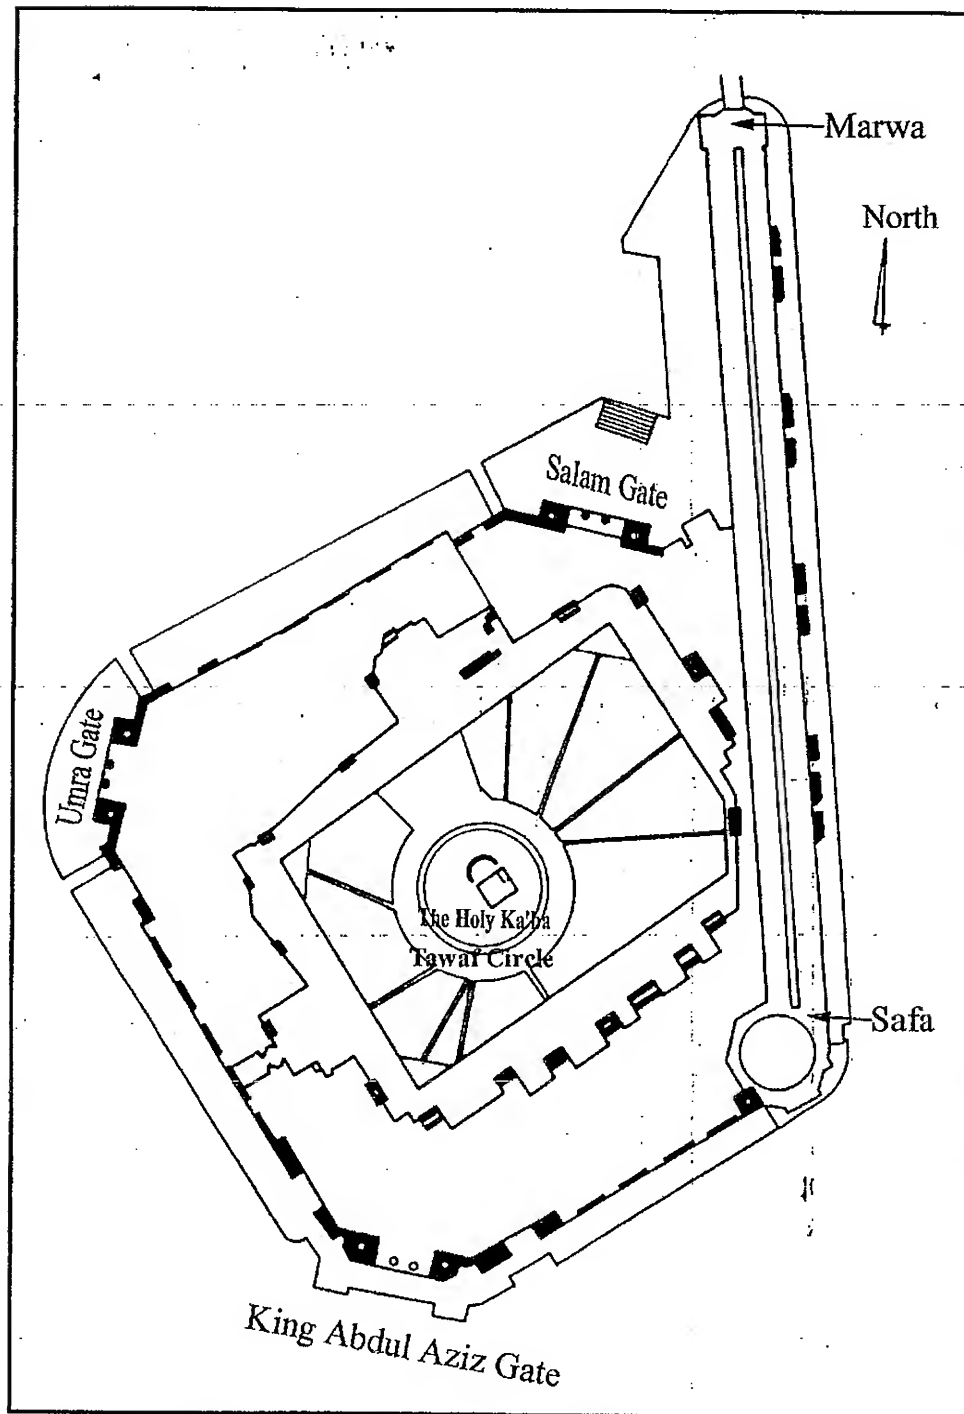 Marwa
North
Salam Gate
Umra Gate
The Holy Ka'ba
Tawaf Circle
Safa
King Abdul Aziz Gate